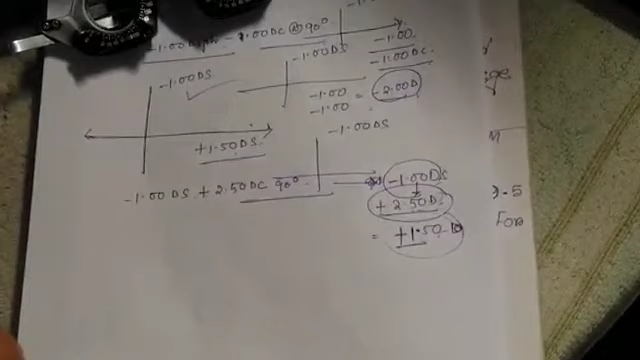 -1.00Dsph - 1.00DC @ 90°
-1.00
-1.00DC.
-1.00DS
-1.00DS
-1.00
-1.00 = -2.00D
+1.50DS
-1.00DS
-1.00DS + 2.50DC 90°
-1.00DS
+ 2.50DS
= +1.50 D